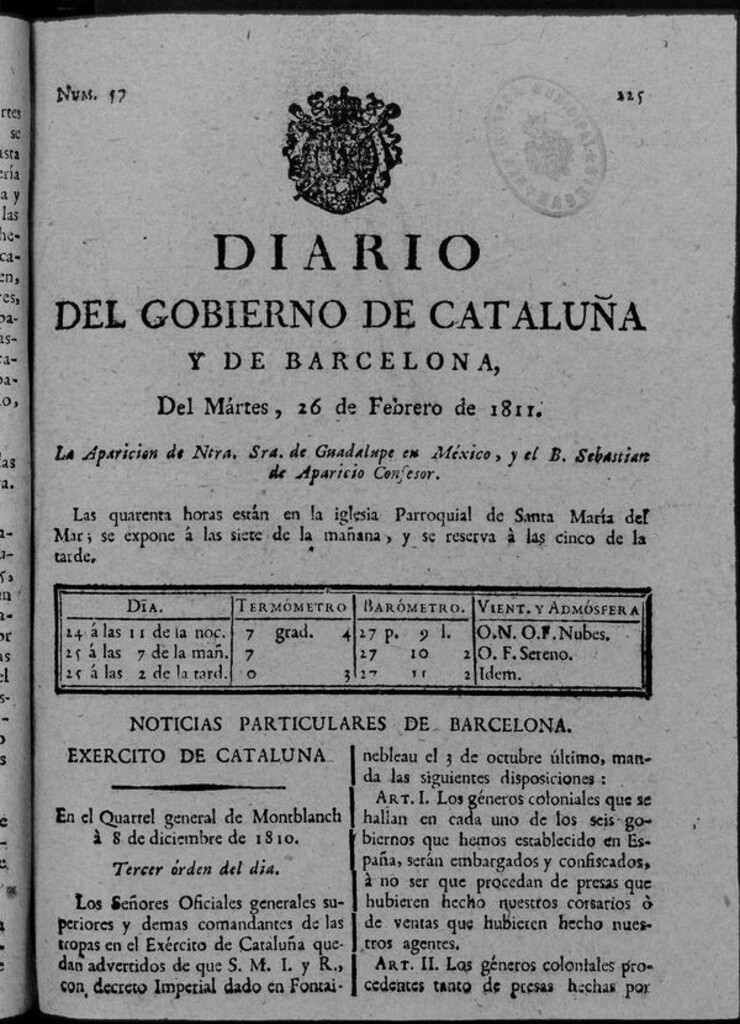 NUM. 57
225
DIARIO
DEL GOBIERNO DE CATALUÑA
Y DE BARCELONA,
Del Mártes, 26 de Febrero de 1811.
La Aparicion de Ntra. Sra. de Guadalupe en México, y el B. Sebastian
de Aparicio Confesor.
Las quarenta horas están en la iglesia Parroquial de Santa María del
Mar; se expone á las siete de la mañana, y se reserva à las cinco de la
tarde.
DIA. TERMÓMETRO BARÓMETRO. VIENT. Y ADMÓSFERA
24 á las 11 de la noc. 7 grad. 4 27 p. 9 l. O.N. O.F.Nubes.
25 á las 7 de la mañ. 7 27 10 2 O. F. Sereno.
25 á las 2 de la tard. 0 3 27 11 2 Idem.
NOTICIAS PARTICULARES DE BARCELONA.
EXERCITO DE CATALUNA
En el Quartel general de Montblanch
à 8 de diciembre de 1810.
Tercer órden del dia.
Los Señores Oficiales generales su-
periores y demas comandantes de las
tropas en el Exército de Cataluña que-
dan advertidos de que S. M. I. y R.,
con decreto Imperial dado en Fontai-
nebleau el 3 de octubre último, man-
da las siguientes disposiciones :
ART. I. Los géneros coloniales que se
hallan en cada uno de los seis go-
biernos que hemos establecido en Es-
paña, serán embargados y confiscados,
à no ser que procedan de presas que
hubieren hecho nuestros corsarios ò
de ventas que hubieren hecho nues-
tros agentes.
ART. II. Los géneros coloniales pro-
cedentes tanto de presas hechas por